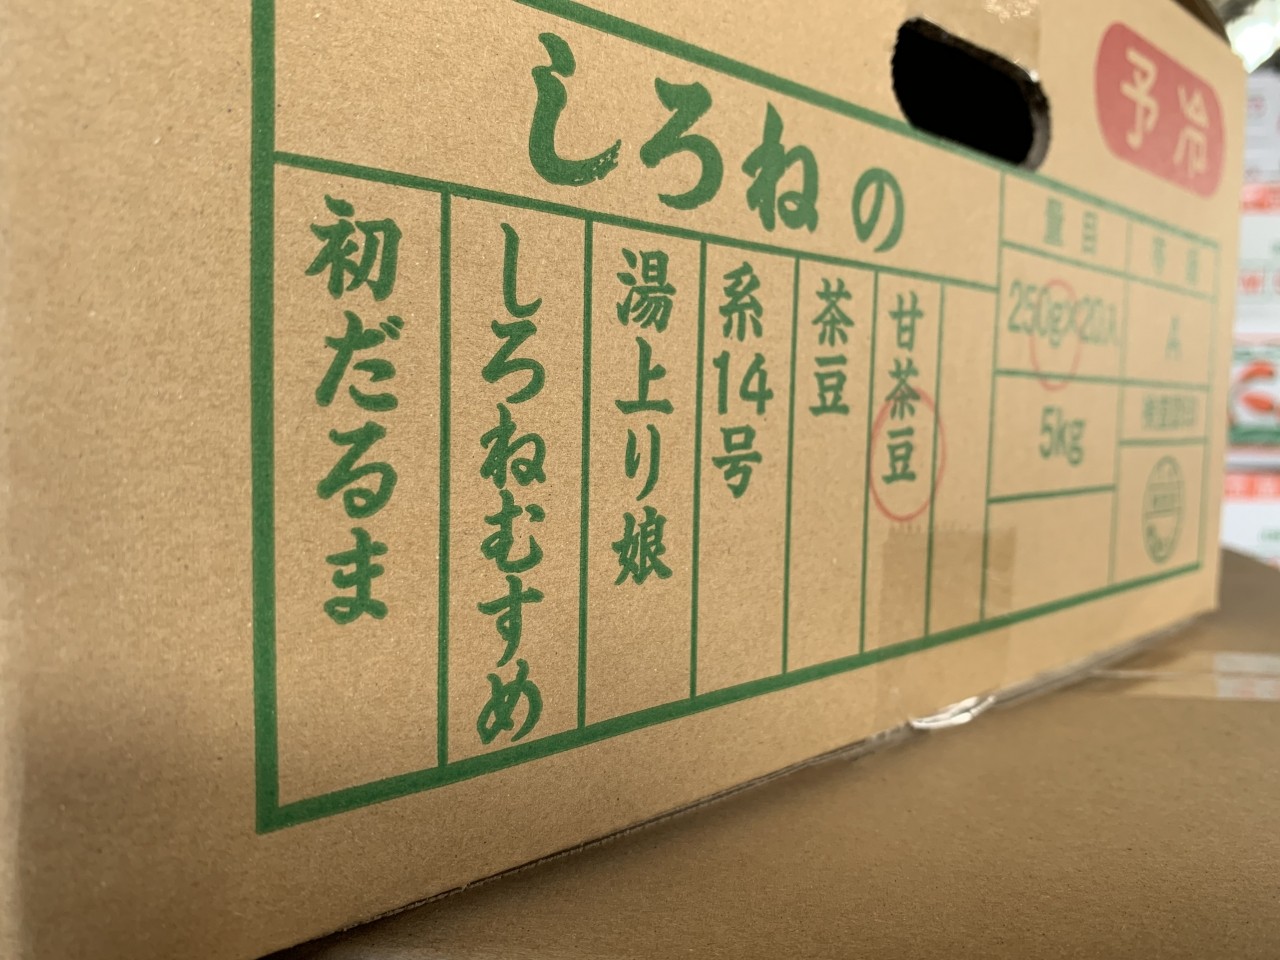 しろねの
初だるま
しろねむすめ
湯上り娘
糸14号
茶豆
甘茶豆
予冷
量目
250g×20入
5kg
A